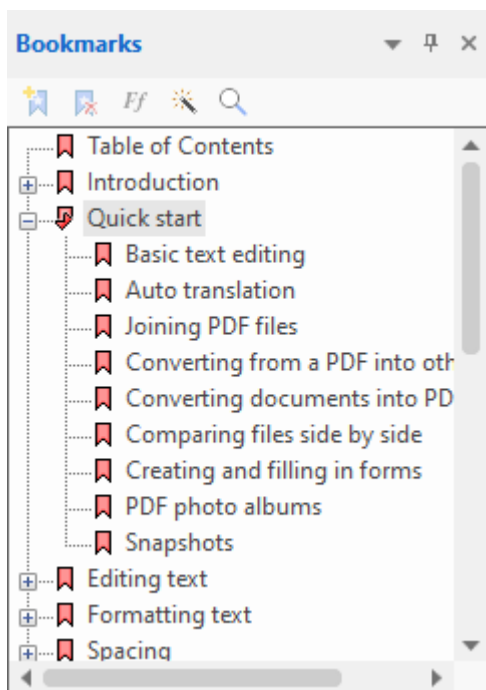 Bookmarks
Ff
Table of Contents
Introduction
Quick start
Basic text editing
Auto translation
Joining PDF files
Converting from a PDF into oth
Converting documents into PD
Comparing files side by side
Creating and filling in forms
PDF photo albums
Snapshots
Editing text
Formatting text
Spacing